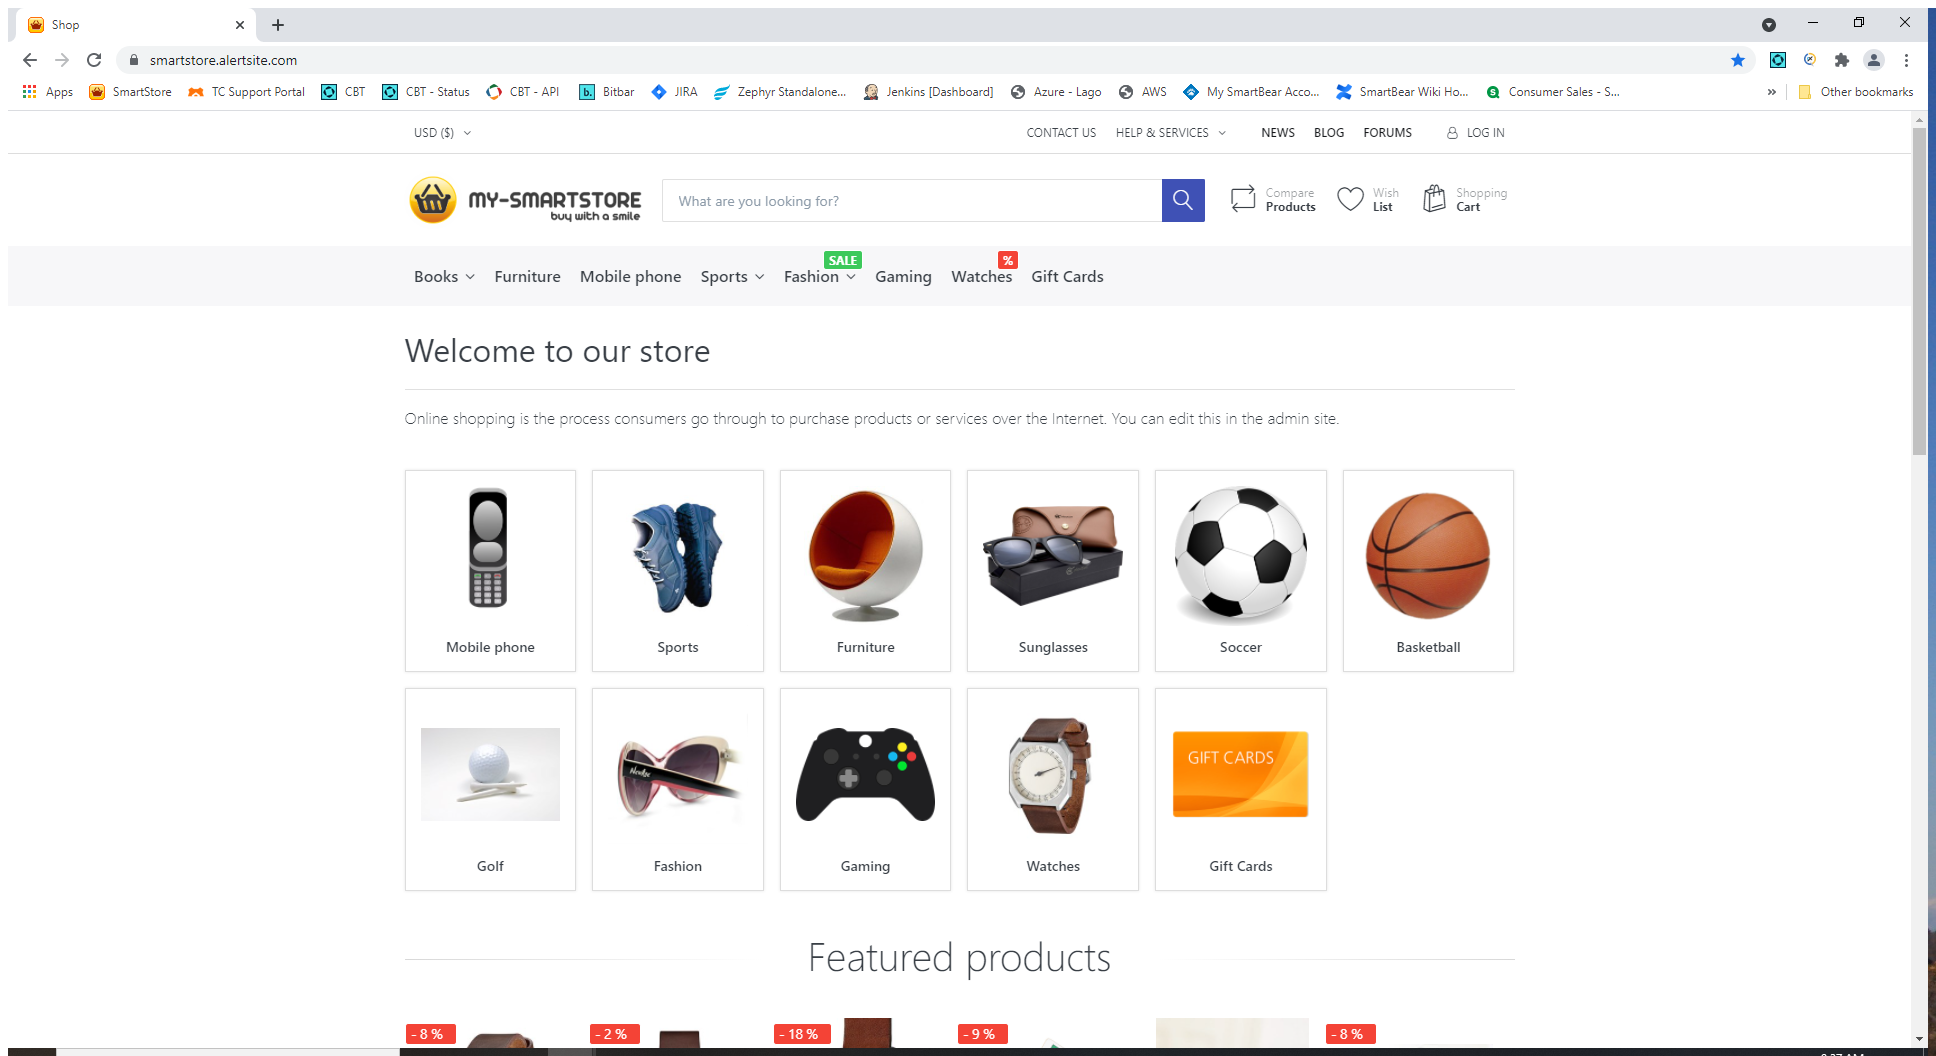 Shop
smartstore.alertsite.com
Apps SmartStore TC Support Portal CBT CBT - Status CBT - API Bitbar JIRA Zephyr Standalone... Jenkins [Dashboard] Azure - Lago AWS My SmartBear Acco... SmartBear Wiki Ho... Consumer Sales - S... » Other bookmarks
USD ($) CONTACT US HELP & SERVICES NEWS BLOG FORUMS LOG IN
MY-SMARTSTORE
buy with a smile
What are you looking for?
Compare
Products
Wish
List
Shopping
Cart
SALE %
Books Furniture Mobile phone Sports Fashion Gaming Watches Gift Cards
Welcome to our store
Online shopping is the process consumers go through to purchase products or services over the Internet. You can edit this in the admin site.
Mobile phone Sports Furniture Sunglasses Soccer Basketball
GIFT CARDS
Golf Fashion Gaming Watches Gift Cards
Featured products
- 8 % - 2 % - 18 % - 9 % - 8 %